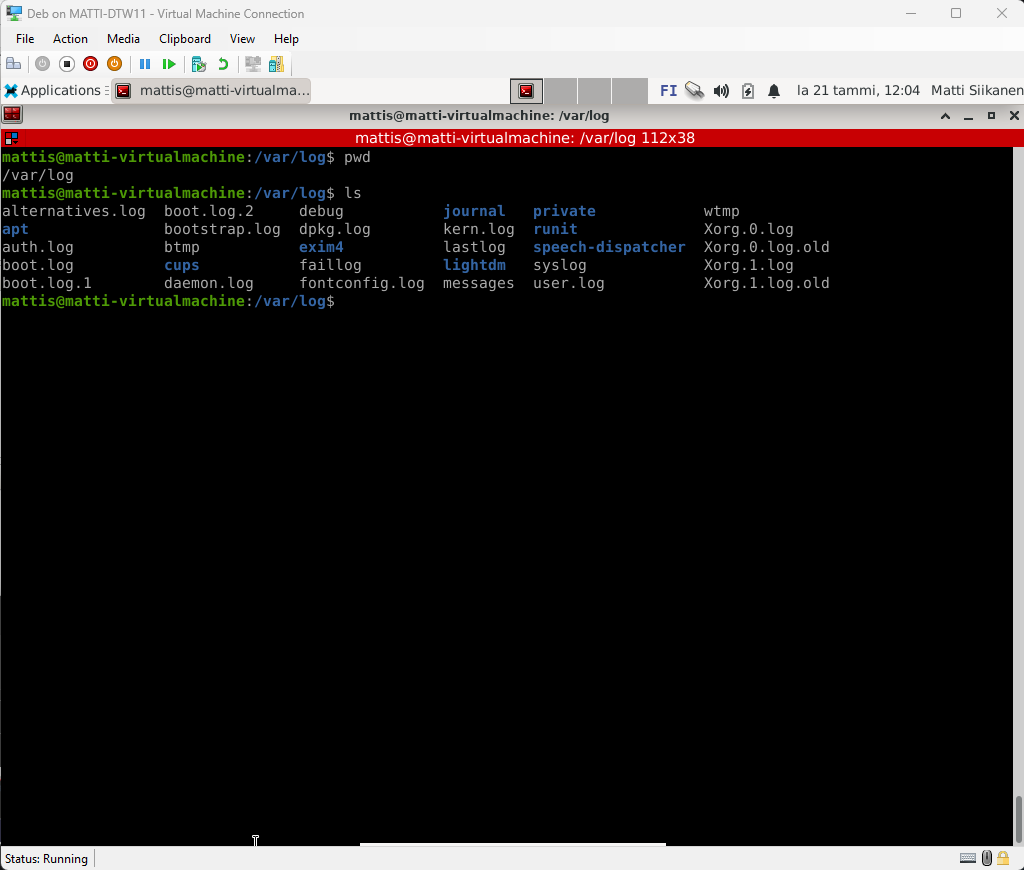 Deb on MATTI-DTW11 - Virtual Machine Connection
File Action Media Clipboard View Help
Applications mattis@matti-virtualma... FI la 21 tammi, 12:04 Matti Siikanen
mattis@matti-virtualmachine: /var/log
mattis@matti-virtualmachine: /var/log 112x38
mattis@matti-virtualmachine:/var/log$ pwd
/var/log
mattis@matti-virtualmachine:/var/log$ ls
alternatives.log boot.log.2 debug journal private wtmp
apt bootstrap.log dpkg.log kern.log runit Xorg.0.log
auth.log btmp exim4 lastlog speech-dispatcher Xorg.0.log.old
boot.log cups faillog lightdm syslog Xorg.1.log
boot.log.1 daemon.log fontconfig.log messages user.log Xorg.1.log.old
mattis@matti-virtualmachine:/var/log$
Status: Running